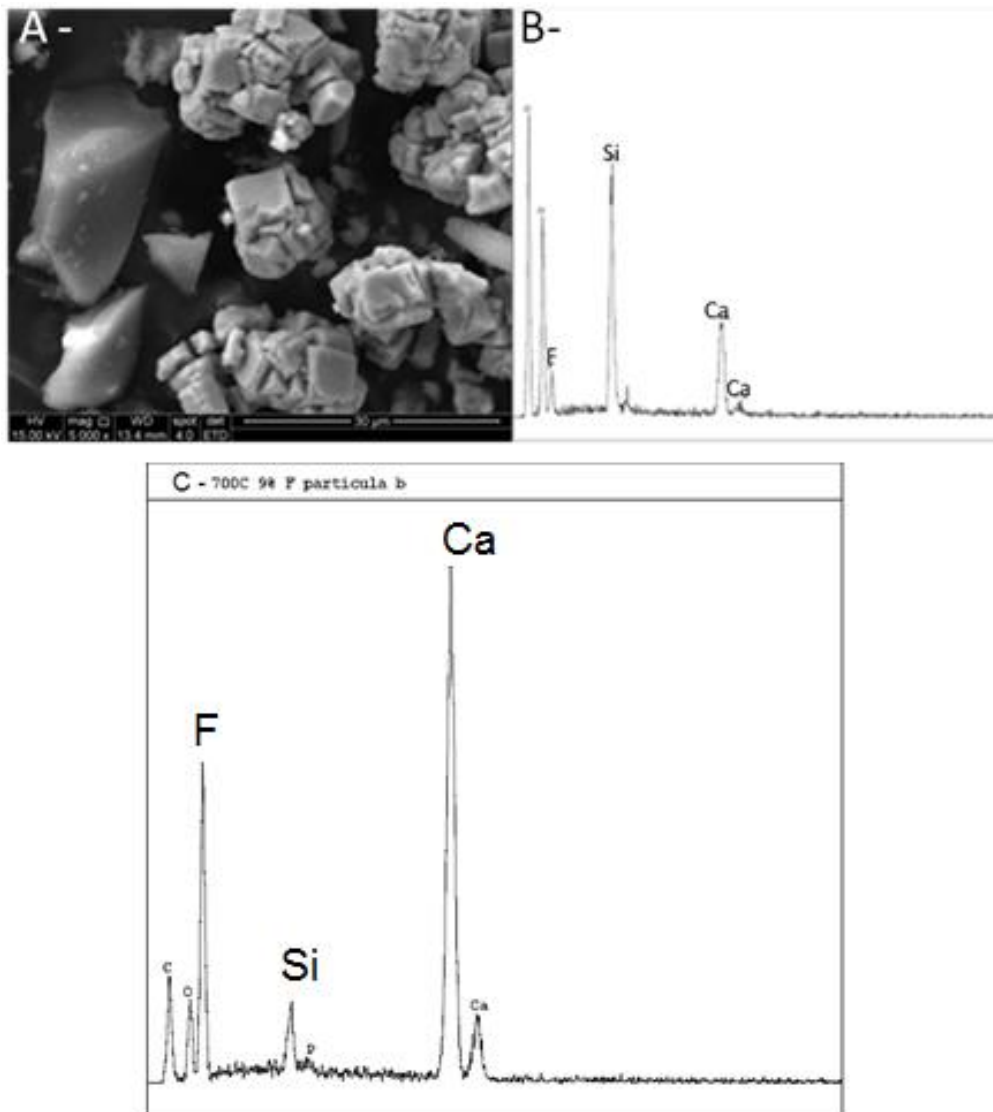 A -
HV mag WD spot det
15.00 kV 5 000 x 13.4 mm 4.0 ETD
30 µm
B-
Si
F
Ca
Ca
C - 700C 9% F particula b
Ca
F
Si
C
O
P
Ca